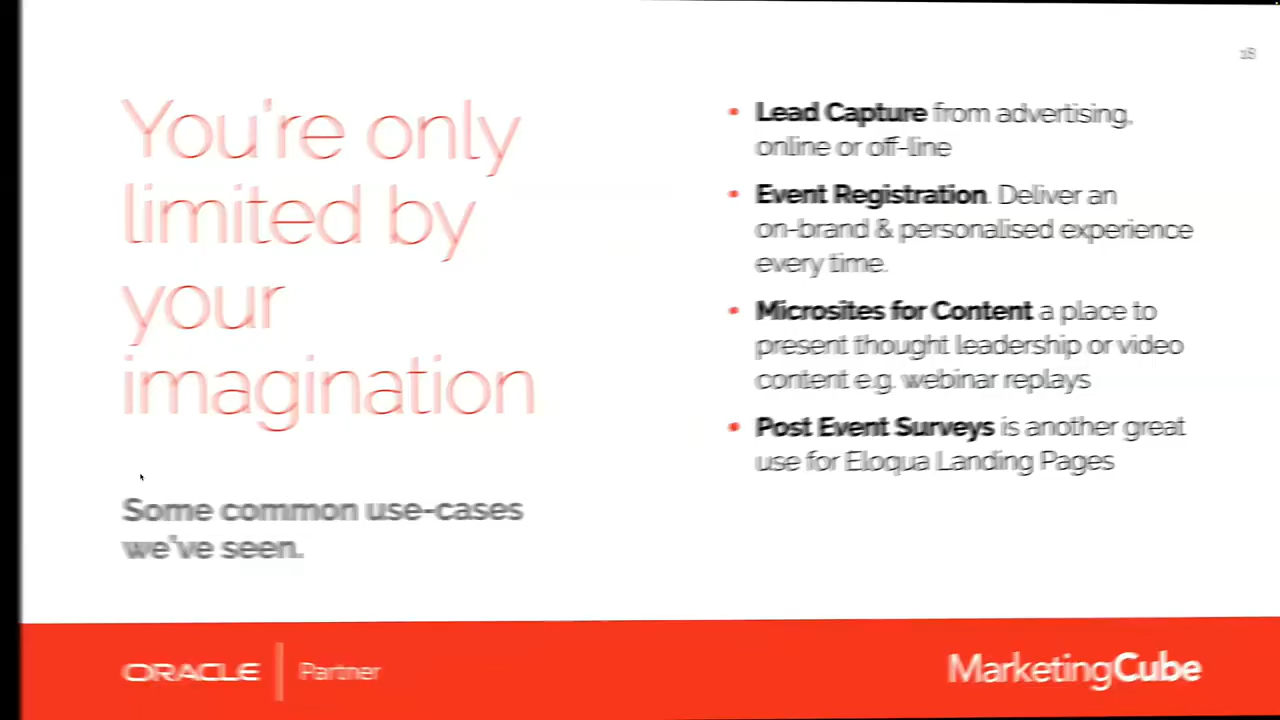 18
You're only
limited by
your
imagination
Some common use-cases
we've seen.
• Lead Capture from advertising,
online or off-line
• Event Registration. Deliver an
on-brand & personalised experience
every time.
• Microsites for Content a place to
present thought leadership or video
content e.g. webinar replays
• Post Event Surveys is another great
use for Eloqua Landing Pages
ORACLE | Partner
MarketingCube